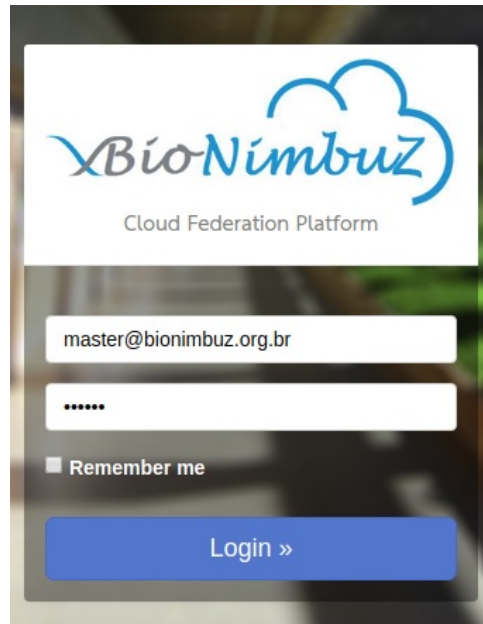 BioNimbuZ
Cloud Federation Platform
master@bionimbuz.org.br
••••••
Remember me
Login »